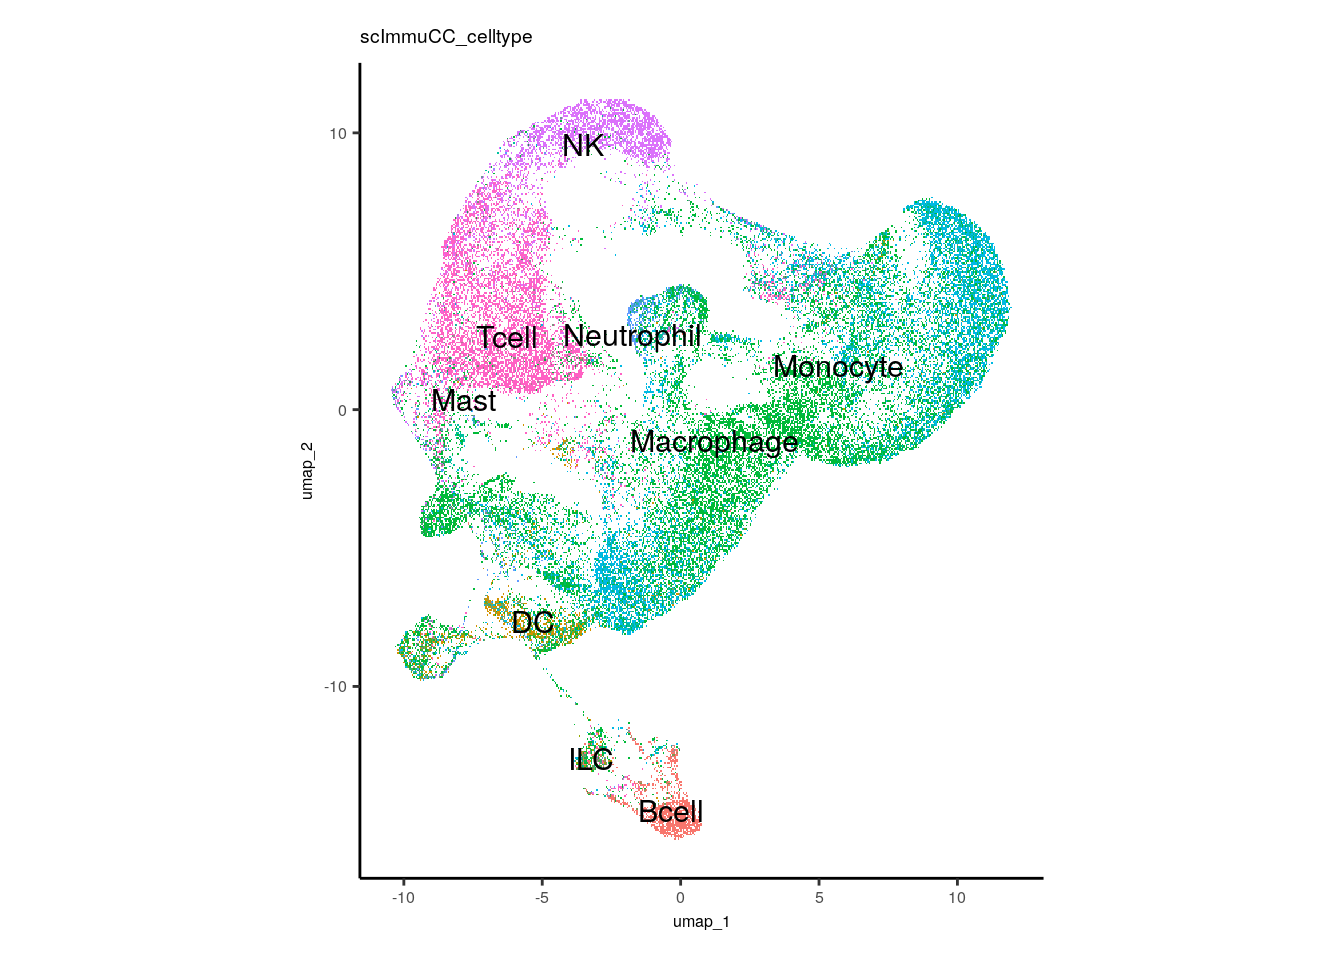 scImmuCC_celltype
10
0
-10
umap_2
NK
Tcell
Neutrophil
Monocyte
Mast
Macrophage
DC
ILC
Bcell
-10
-5
0
5
10
umap_1